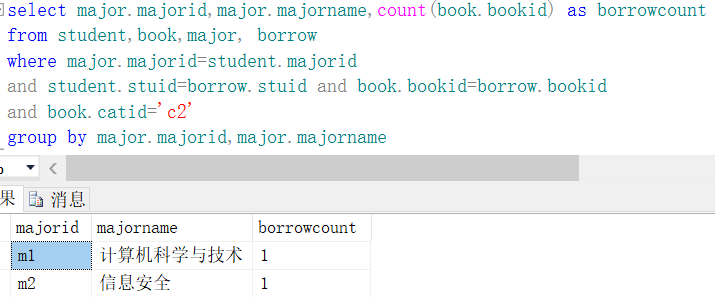 select major.majorid,major.majorname,count(book.bookid) as borrowcount
from student,book,major, borrow
where major.majorid=student.majorid
and student.stuid=borrow.stuid and book.bookid=borrow.bookid
and book.catid='c2'
group by major.majorid,major.majorname
果 消息
majorid majorname borrowcount
m1 计算机科学与技术 1
m2 信息安全 1